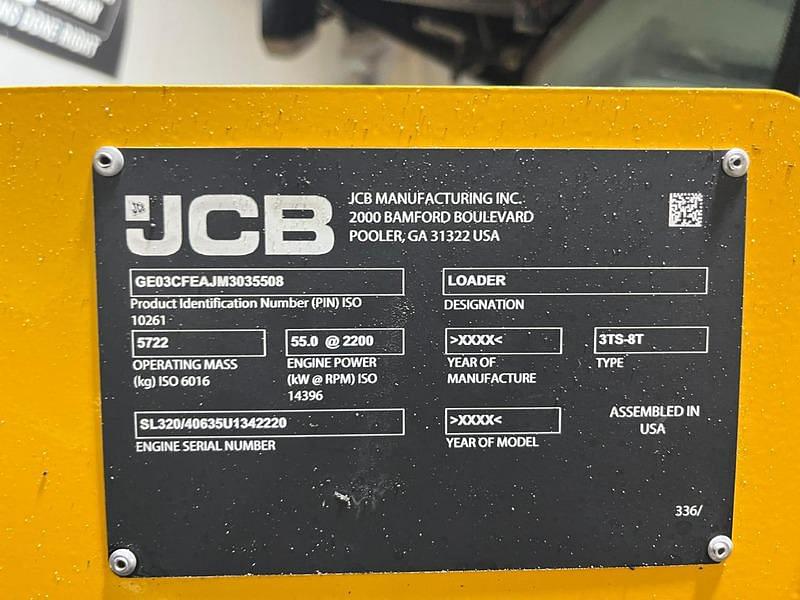 DONE RIGHT
JCB
JCB MANUFACTURING INC.
2000 BAMFORD BOULEVARD
POOLER, GA 31322 USA
GE03CFEAJM3035508
Product Identification Number (PIN) ISO
10261
LOADER
DESIGNATION
5722
OPERATING MASS
(kg) ISO 6016
55.0 @ 2200
ENGINE POWER
(kW @ RPM) ISO
14396
>XXXX<
YEAR OF
MANUFACTURE
3TS-8T
TYPE
SL320/40635U1342220
ENGINE SERIAL NUMBER
>XXXX<
YEAR OF MODEL
ASSEMBLED IN
USA
336/